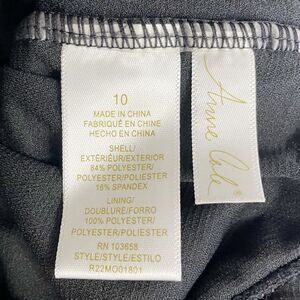 10
MADE IN CHINA
FABRIQUÉ EN CHINE
HECHO EN CHINA
SHELL/
EXTÉRIEUR/EXTERIOR
84% POLYESTER/
POLYESTER/POLIESTER
16% SPANDEX
LINING/
DOUBLURE/FORRO
100% POLYESTER/
POLYESTER/POLIESTER
RN 103658
STYLE/STYLE/ESTILO
R22MO01801
Anne Cole®